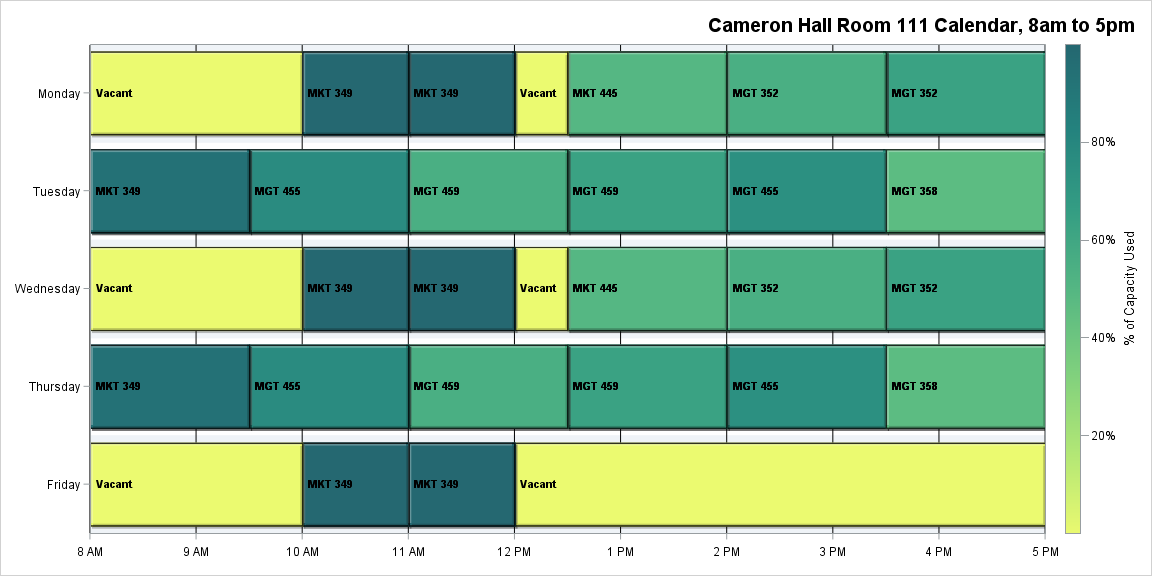 Cameron Hall Room 111 Calendar, 8am to 5pm
Monday
Vacant
MKT 349
MKT 349
Vacant
MKT 445
MGT 352
MGT 352
Tuesday
MKT 349
MGT 455
MGT 459
MGT 459
MGT 455
MGT 358
Wednesday
Vacant
MKT 349
MKT 349
Vacant
MKT 445
MGT 352
MGT 352
Thursday
MKT 349
MGT 455
MGT 459
MGT 459
MGT 455
MGT 358
Friday
Vacant
MKT 349
MKT 349
Vacant
8 AM
9 AM
10 AM
11 AM
12 PM
1 PM
2 PM
3 PM
4 PM
5 PM
80%
60%
40%
20%
% of Capacity Used